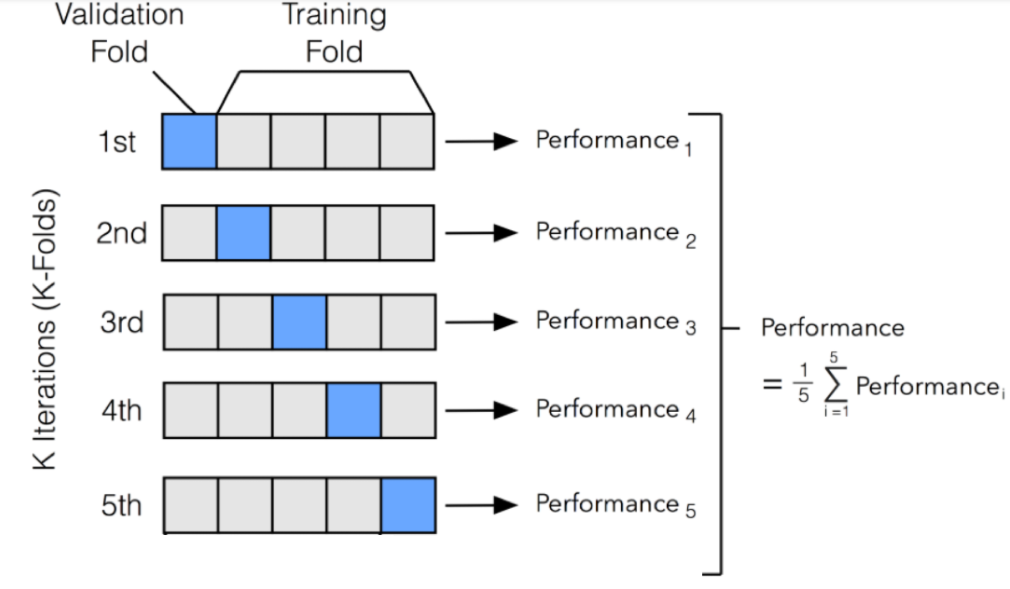 Validation
Fold
Training
Fold
K Iterations (K-Folds)
1st
Performance 1
2nd
Performance 2
3rd
Performance 3
4th
Performance 4
5th
Performance 5
Performance
= 1/5 5∑i=1 Performance i